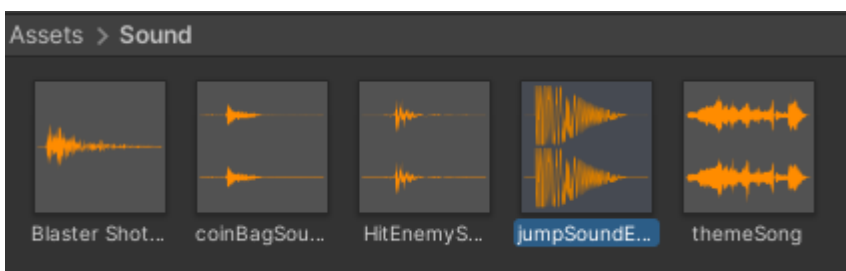 Assets > Sound
Blaster Shot... coinBagSou... HitEnemyS... jumpSoundE... themeSong